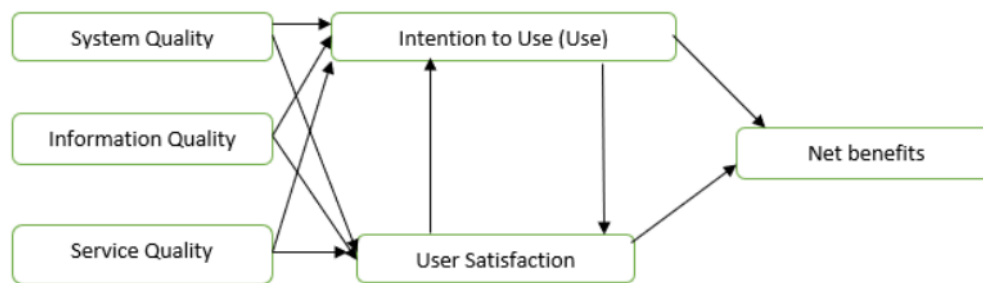 System Quality
Intention to Use (Use)
Information Quality
Net benefits
Service Quality
User Satisfaction